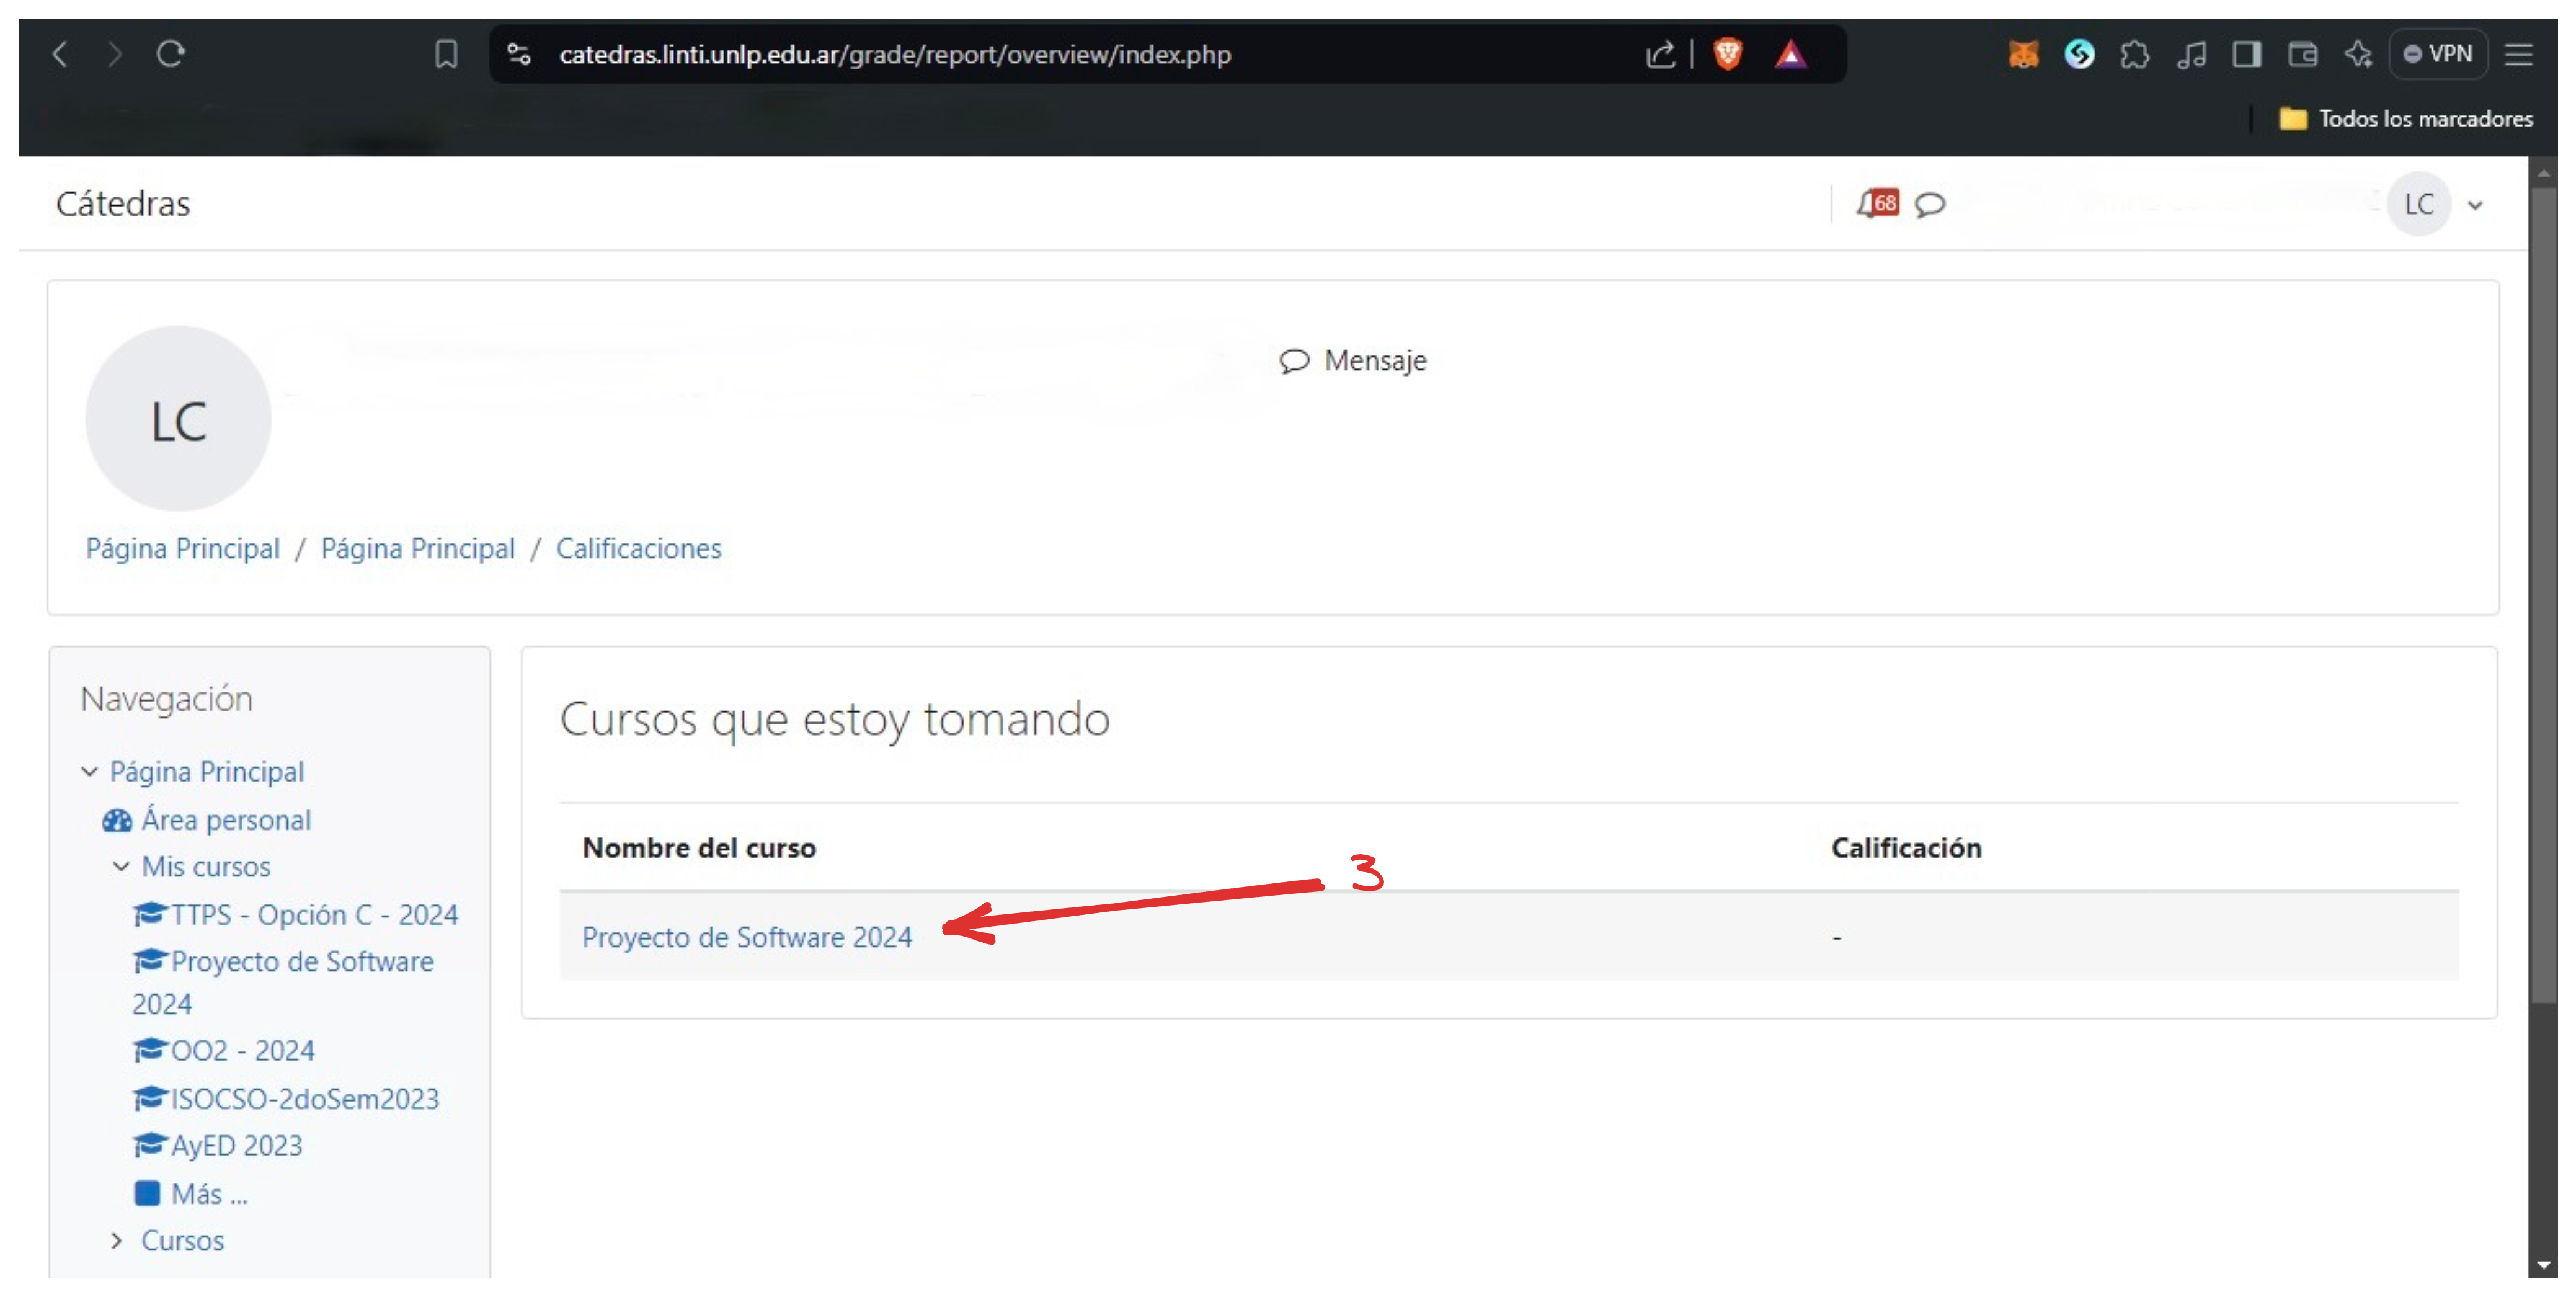 catedras.linti.unlp.edu.ar/grade/report/overview/index.php
VPN
Todos los marcadores
Cátedras
68
LC
LC
Mensaje
Página Principal / Página Principal / Calificaciones
Navegación
Página Principal
Área personal
Mis cursos
TTPS - Opción C - 2024
Proyecto de Software
2024
OO2 - 2024
ISOCSO-2doSem2023
AyED 2023
Más ...
Cursos
Cursos que estoy tomando
Nombre del curso Calificación
3
Proyecto de Software 2024 -